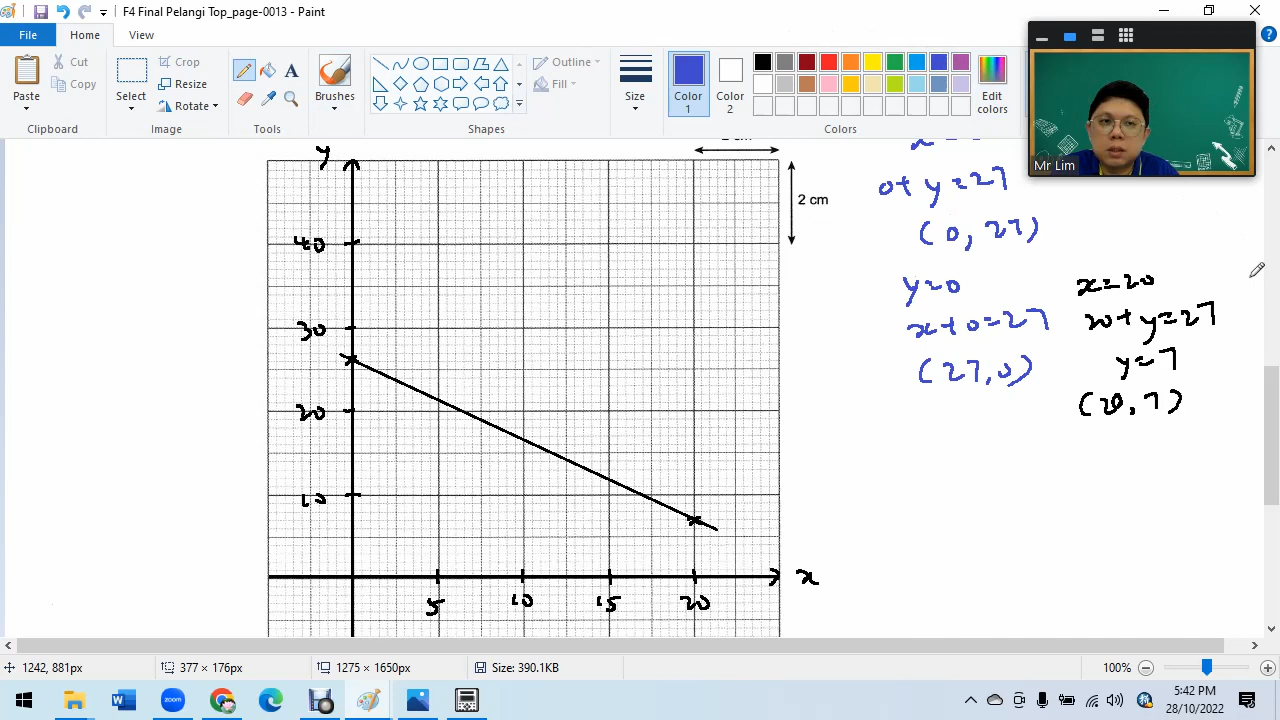 F4 Final Pelangi Top_page-0013 - Paint
File
Home
View
Paste
Cut
Copy
Clipboard
Select
Crop
Resize
Rotate
Image
A
Tools
Brushes
Outline
Fill
Shapes
Size
Color 1
Color 2
Edit colors
Colors
Mr Lim
y
2 cm
40
30
20
10
5
10
15
20
x
0 + y = 27
(0, 27)
y = 0
x + 0 = 27
(27, 0)
x = 20
20 + y = 27
y = 7
(20, 7)
1242, 881px
377 × 176px
1275 × 1650px
Size: 390.1KB
100%
zoom
5:42 PM
28/10/2022